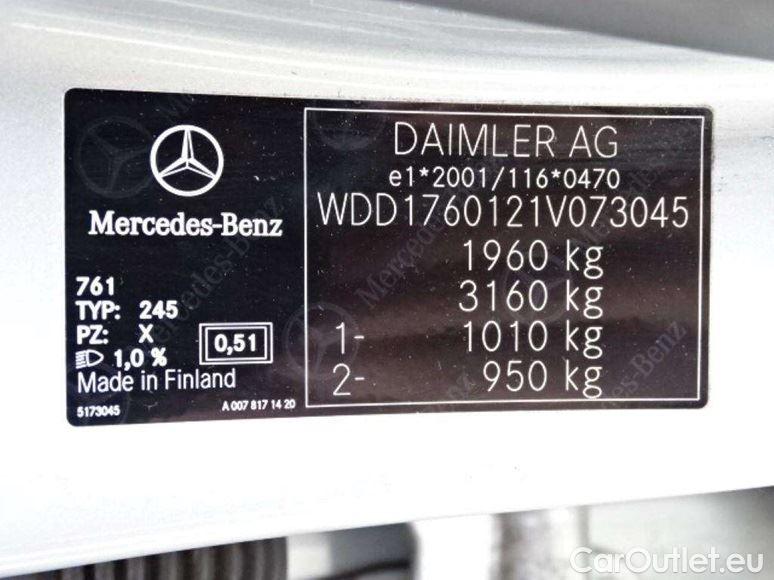 Mercedes-Benz
761
TYP: 245
PZ: X
1,0 %
0,51
Made in Finland
5173045
A 007 817 14 20
DAIMLER AG
e1*2001/116*0470
WDD1760121V073045
1960 kg
3160 kg
1- 1010 kg
2- 950 kg
CarOutlet.eu